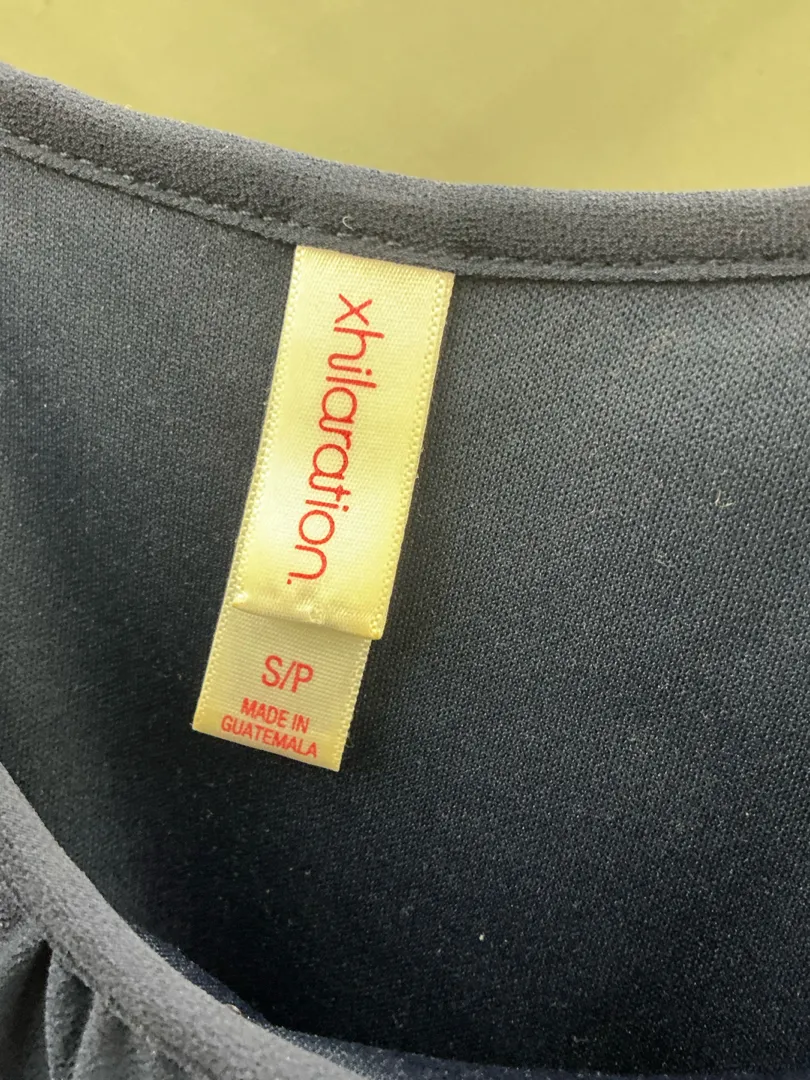 xhilaration.
S/P
MADE IN
GUATEMALA